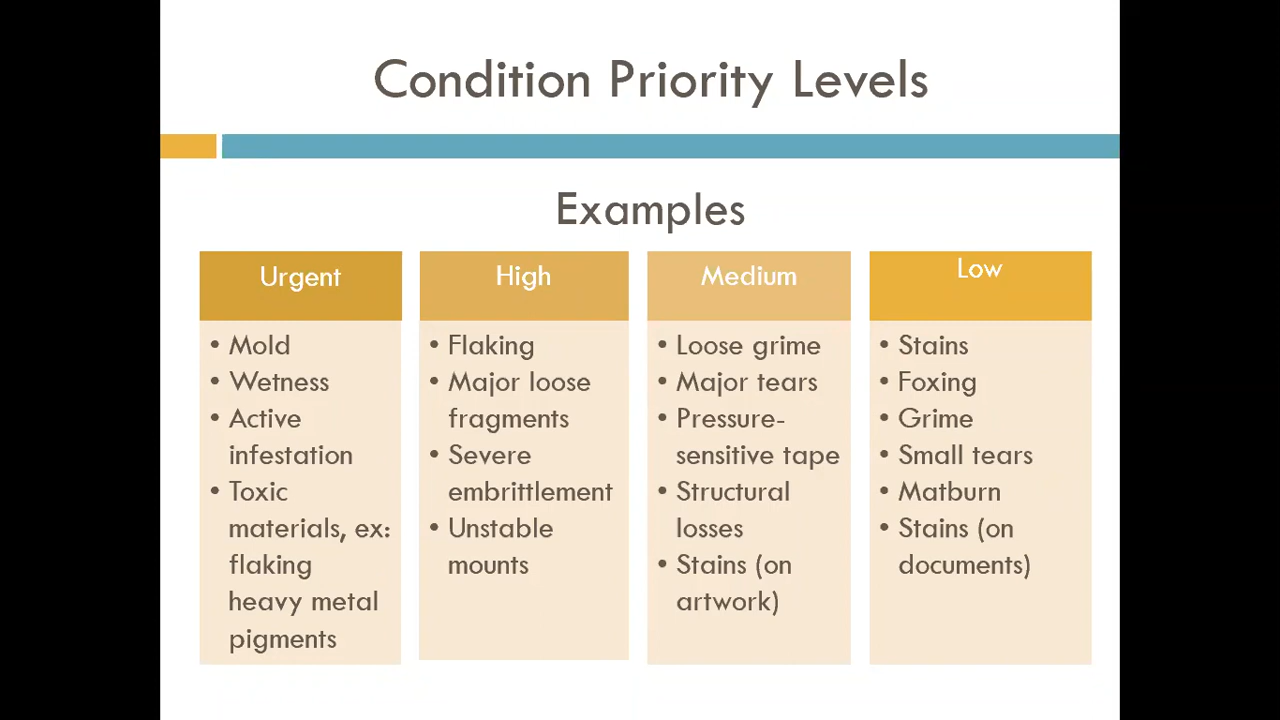 Condition Priority Levels
Examples
Urgent
• Mold
• Wetness
• Active
infestation
• Toxic
materials, ex:
flaking
heavy metal
pigments
High
• Flaking
• Major loose
fragments
• Severe
embrittlement
• Unstable
mounts
Medium
• Loose grime
• Major tears
• Pressure-
sensitive tape
• Structural
losses
• Stains (on
artwork)
Low
• Stains
• Foxing
• Grime
• Small tears
• Matburn
• Stains (on
documents)